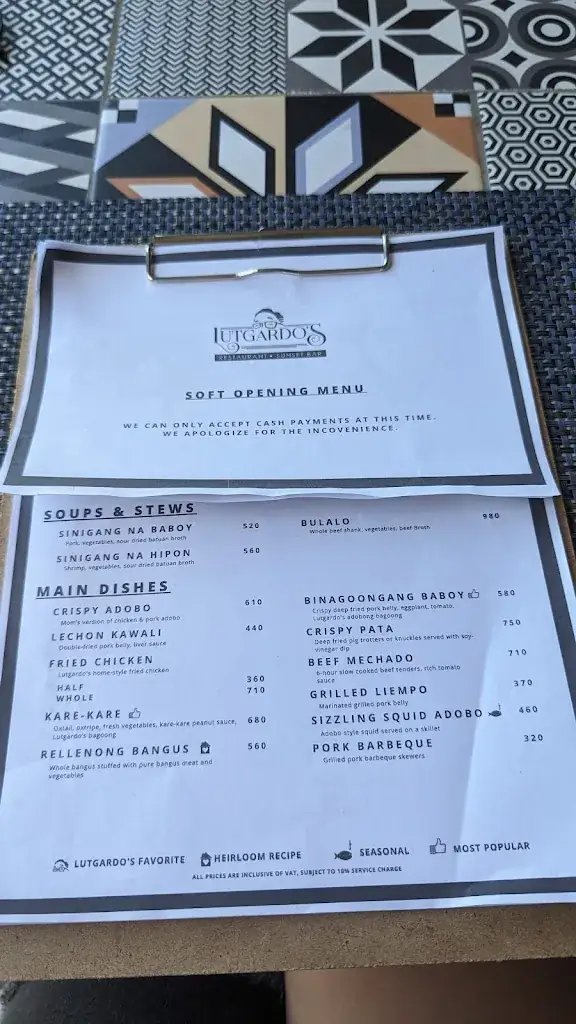 LUTGARDO'S
RESTAURANT • SUNSET BAR
SOFT OPENING MENU
WE CAN ONLY ACCEPT CASH PAYMENTS AT THIS TIME.
WE APOLOGIZE FOR THE INCOVENIENCE.
SOUPS & STEWS
SINIGANG NA BABOY 520
Pork, vegetables, sour dried batuan broth
SINIGANG NA HIPON 560
Shrimp, vegetables, sour dried batuan broth
BULALO 980
Whole beef shank, vegetables, beef broth
MAIN DISHES
CRISPY ADOBO 610
Mom's version of chicken & pork adobo
LECHON KAWALI 440
Double-fried pork belly, liver sauce
FRIED CHICKEN
Lutgardo's home-style fried chicken
HALF 360
WHOLE 710
KARE-KARE 680
Oxtail, oxtripe, fresh vegetables, kare-kare peanut sauce,
Lutgardo's bagoong
RELLENONG BANGUS 560
Whole bangus stuffed with pure bangus meat and
vegetables
BINAGOONGANG BABOY 580
Crispy deep fried pork belly, eggplant, tomato,
Lutgardo's adobong bagoong
CRISPY PATA 750
Deep fried pig trotters or knuckles served with soy-
vinegar dip
BEEF MECHADO 710
6-hour slow cooked beef tenders, rich tomato
sauce
GRILLED LIEMPO 370
Marinated grilled pork belly
SIZZLING SQUID ADOBO 460
Adobo style squid served on a skillet
PORK BARBEQUE 320
Grilled pork barbeque skewers
LUTGARDO'S FAVORITE HEIRLOOM RECIPE SEASONAL MOST POPULAR
ALL PRICES ARE INCLUSIVE OF VAT, SUBJECT TO 10% SERVICE CHARGE